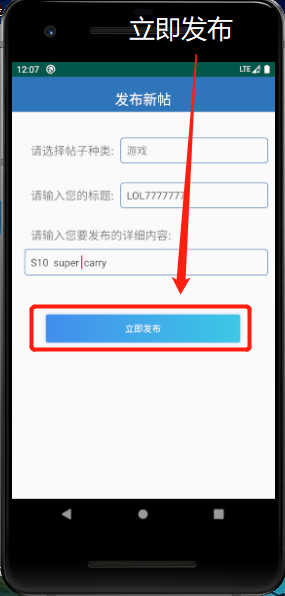 立即发布
12:07 LTE
发布新帖
请选择帖子种类: 游戏
请输入您的标题: LOL7777777
请输入您要发布的详细内容:
S10 super carry
立即发布